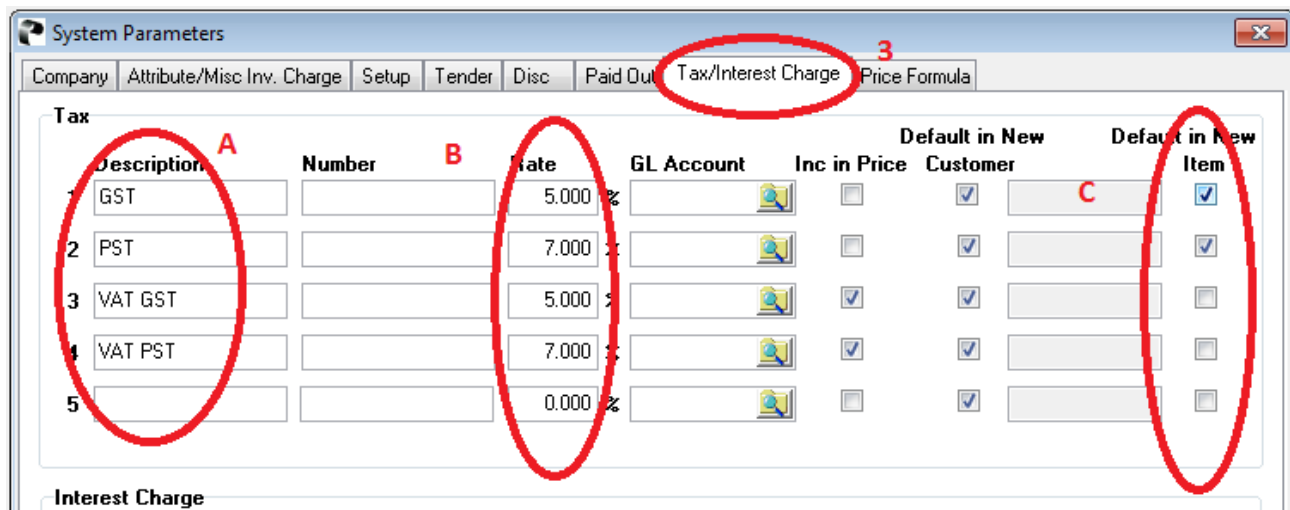 System Parameters
3
Company Attribute/Misc Inv. Charge Setup Tender Disc Paid Out Tax/Interest Charge Price Formula
Tax
Default in New Default in New
A B
Description Number Rate GL Account Inc in Price Customer Item
1 GST 5.000 % C
2 PST 7.000 %
3 VAT GST 5.000 %
4 VAT PST 7.000 %
5 0.000 %
Interest Charge